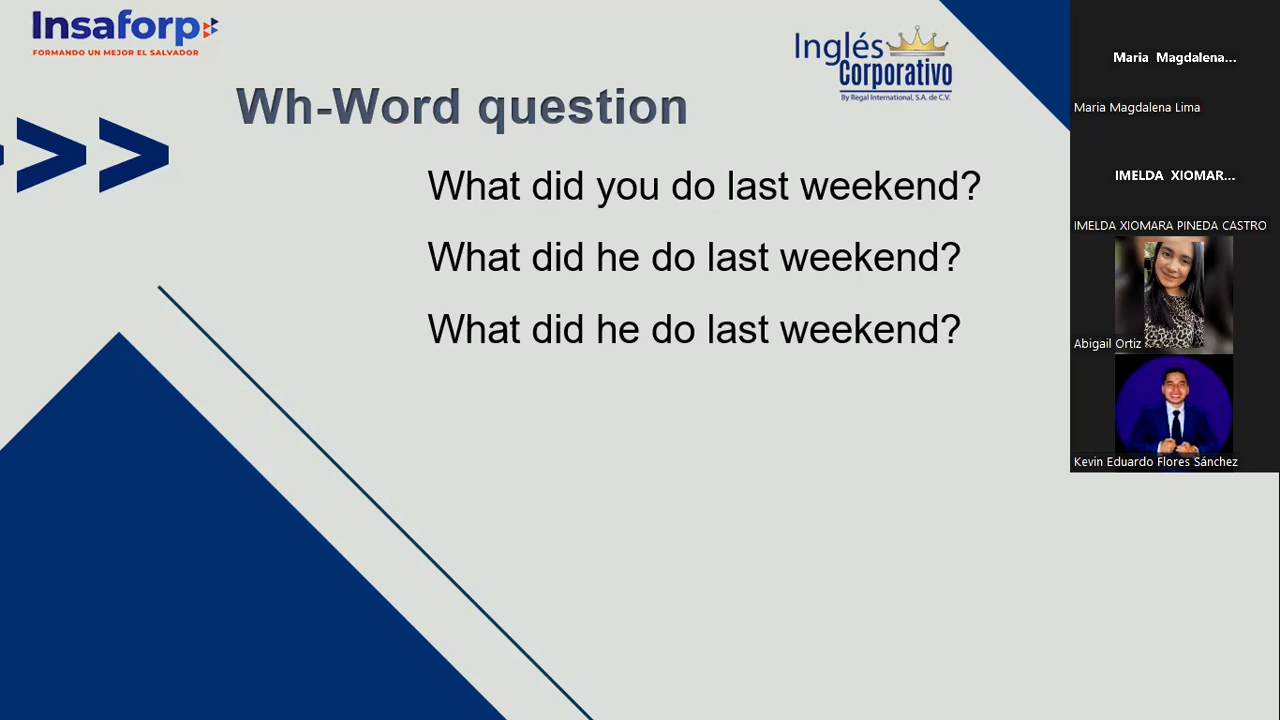 Insaforp
FORMANDO UN MEJOR EL SALVADOR
Inglés
Corporativo
By Regal International, S.A. de C.V.
Wh-Word question
>>
What did you do last weekend?
What did he do last weekend?
What did he do last weekend?
Maria Magdalena...
Maria Magdalena Lima
IMELDA XIOMAR...
IMELDA XIOMARA PINEDA CASTRO
Abigail Ortiz
Kevin Eduardo Flores Sánchez